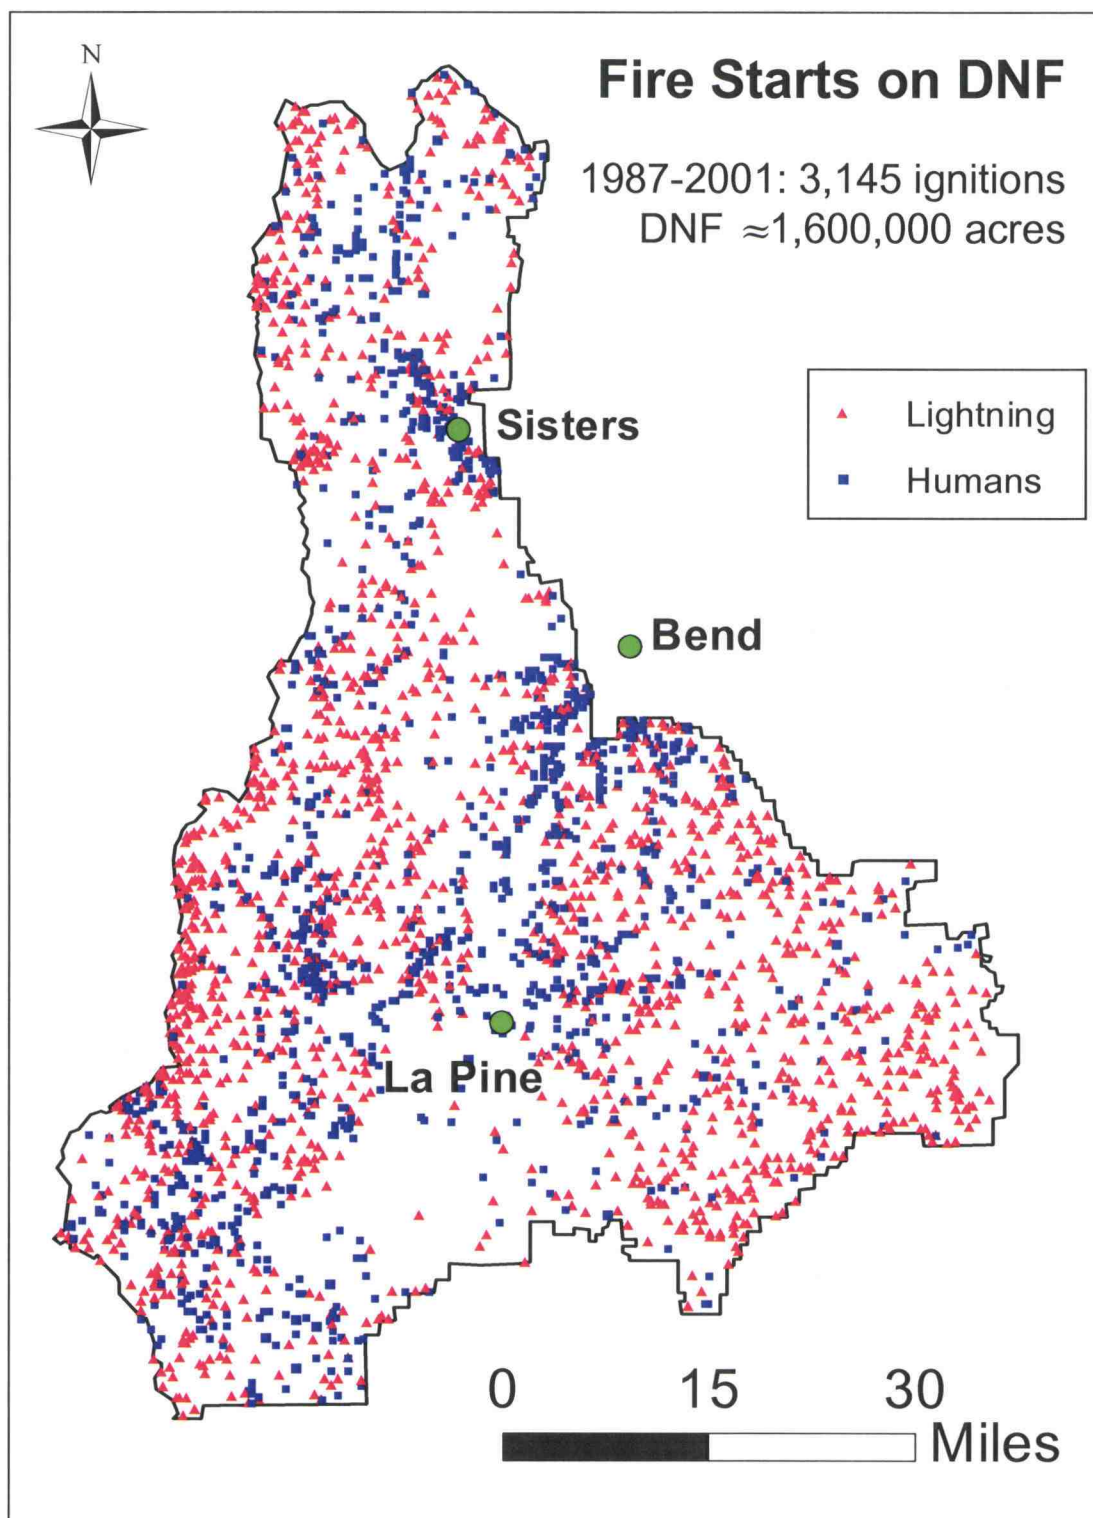 N
Fire Starts on DNF
1987-2001: 3,145 ignitions
DNF ≈1,600,000 acres
Lightning
Humans
Sisters
Bend
La Pine
0 15 30
Miles